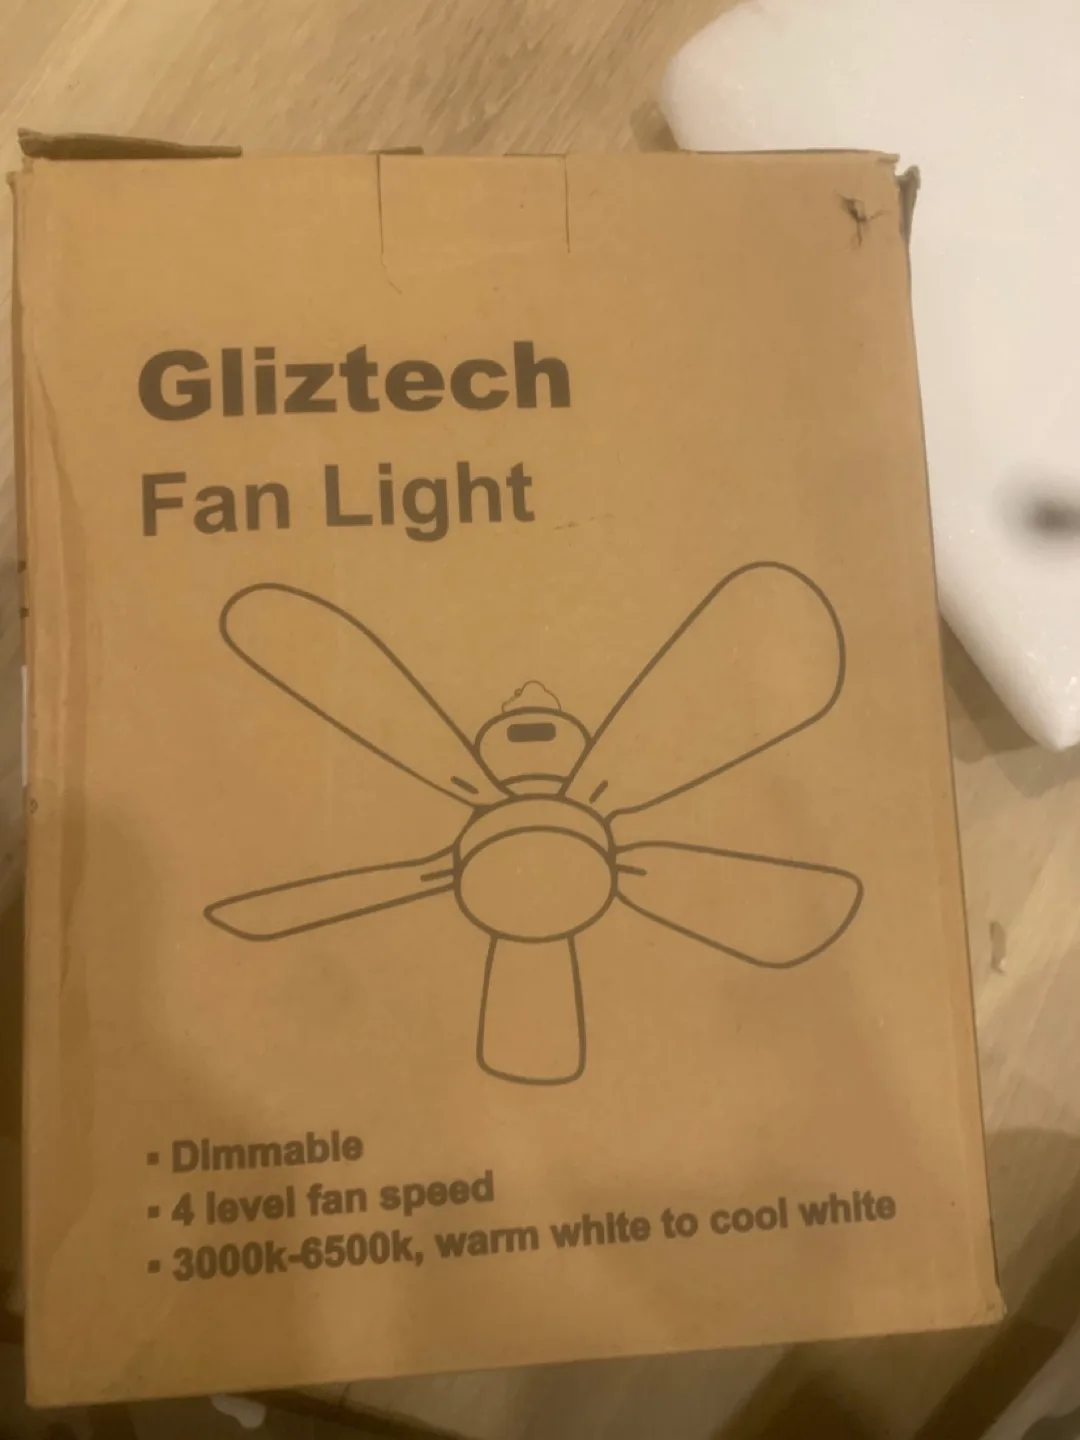 Gliztech
Fan Light
▪ Dimmable
▪ 4 level fan speed
▪ 3000k-6500k, warm white to cool white